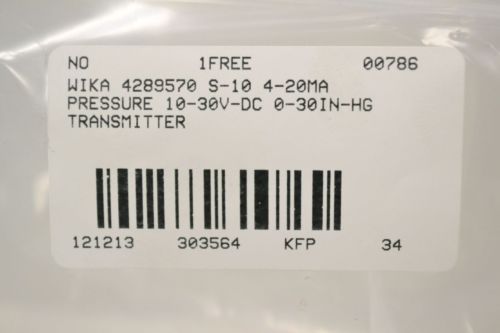 NO 1FREE 00786
WIKA 4289570 S-10 4-20MA
PRESSURE 10-30V-DC 0-30IN-HG
TRANSMITTER
121213 303564 KFP 34